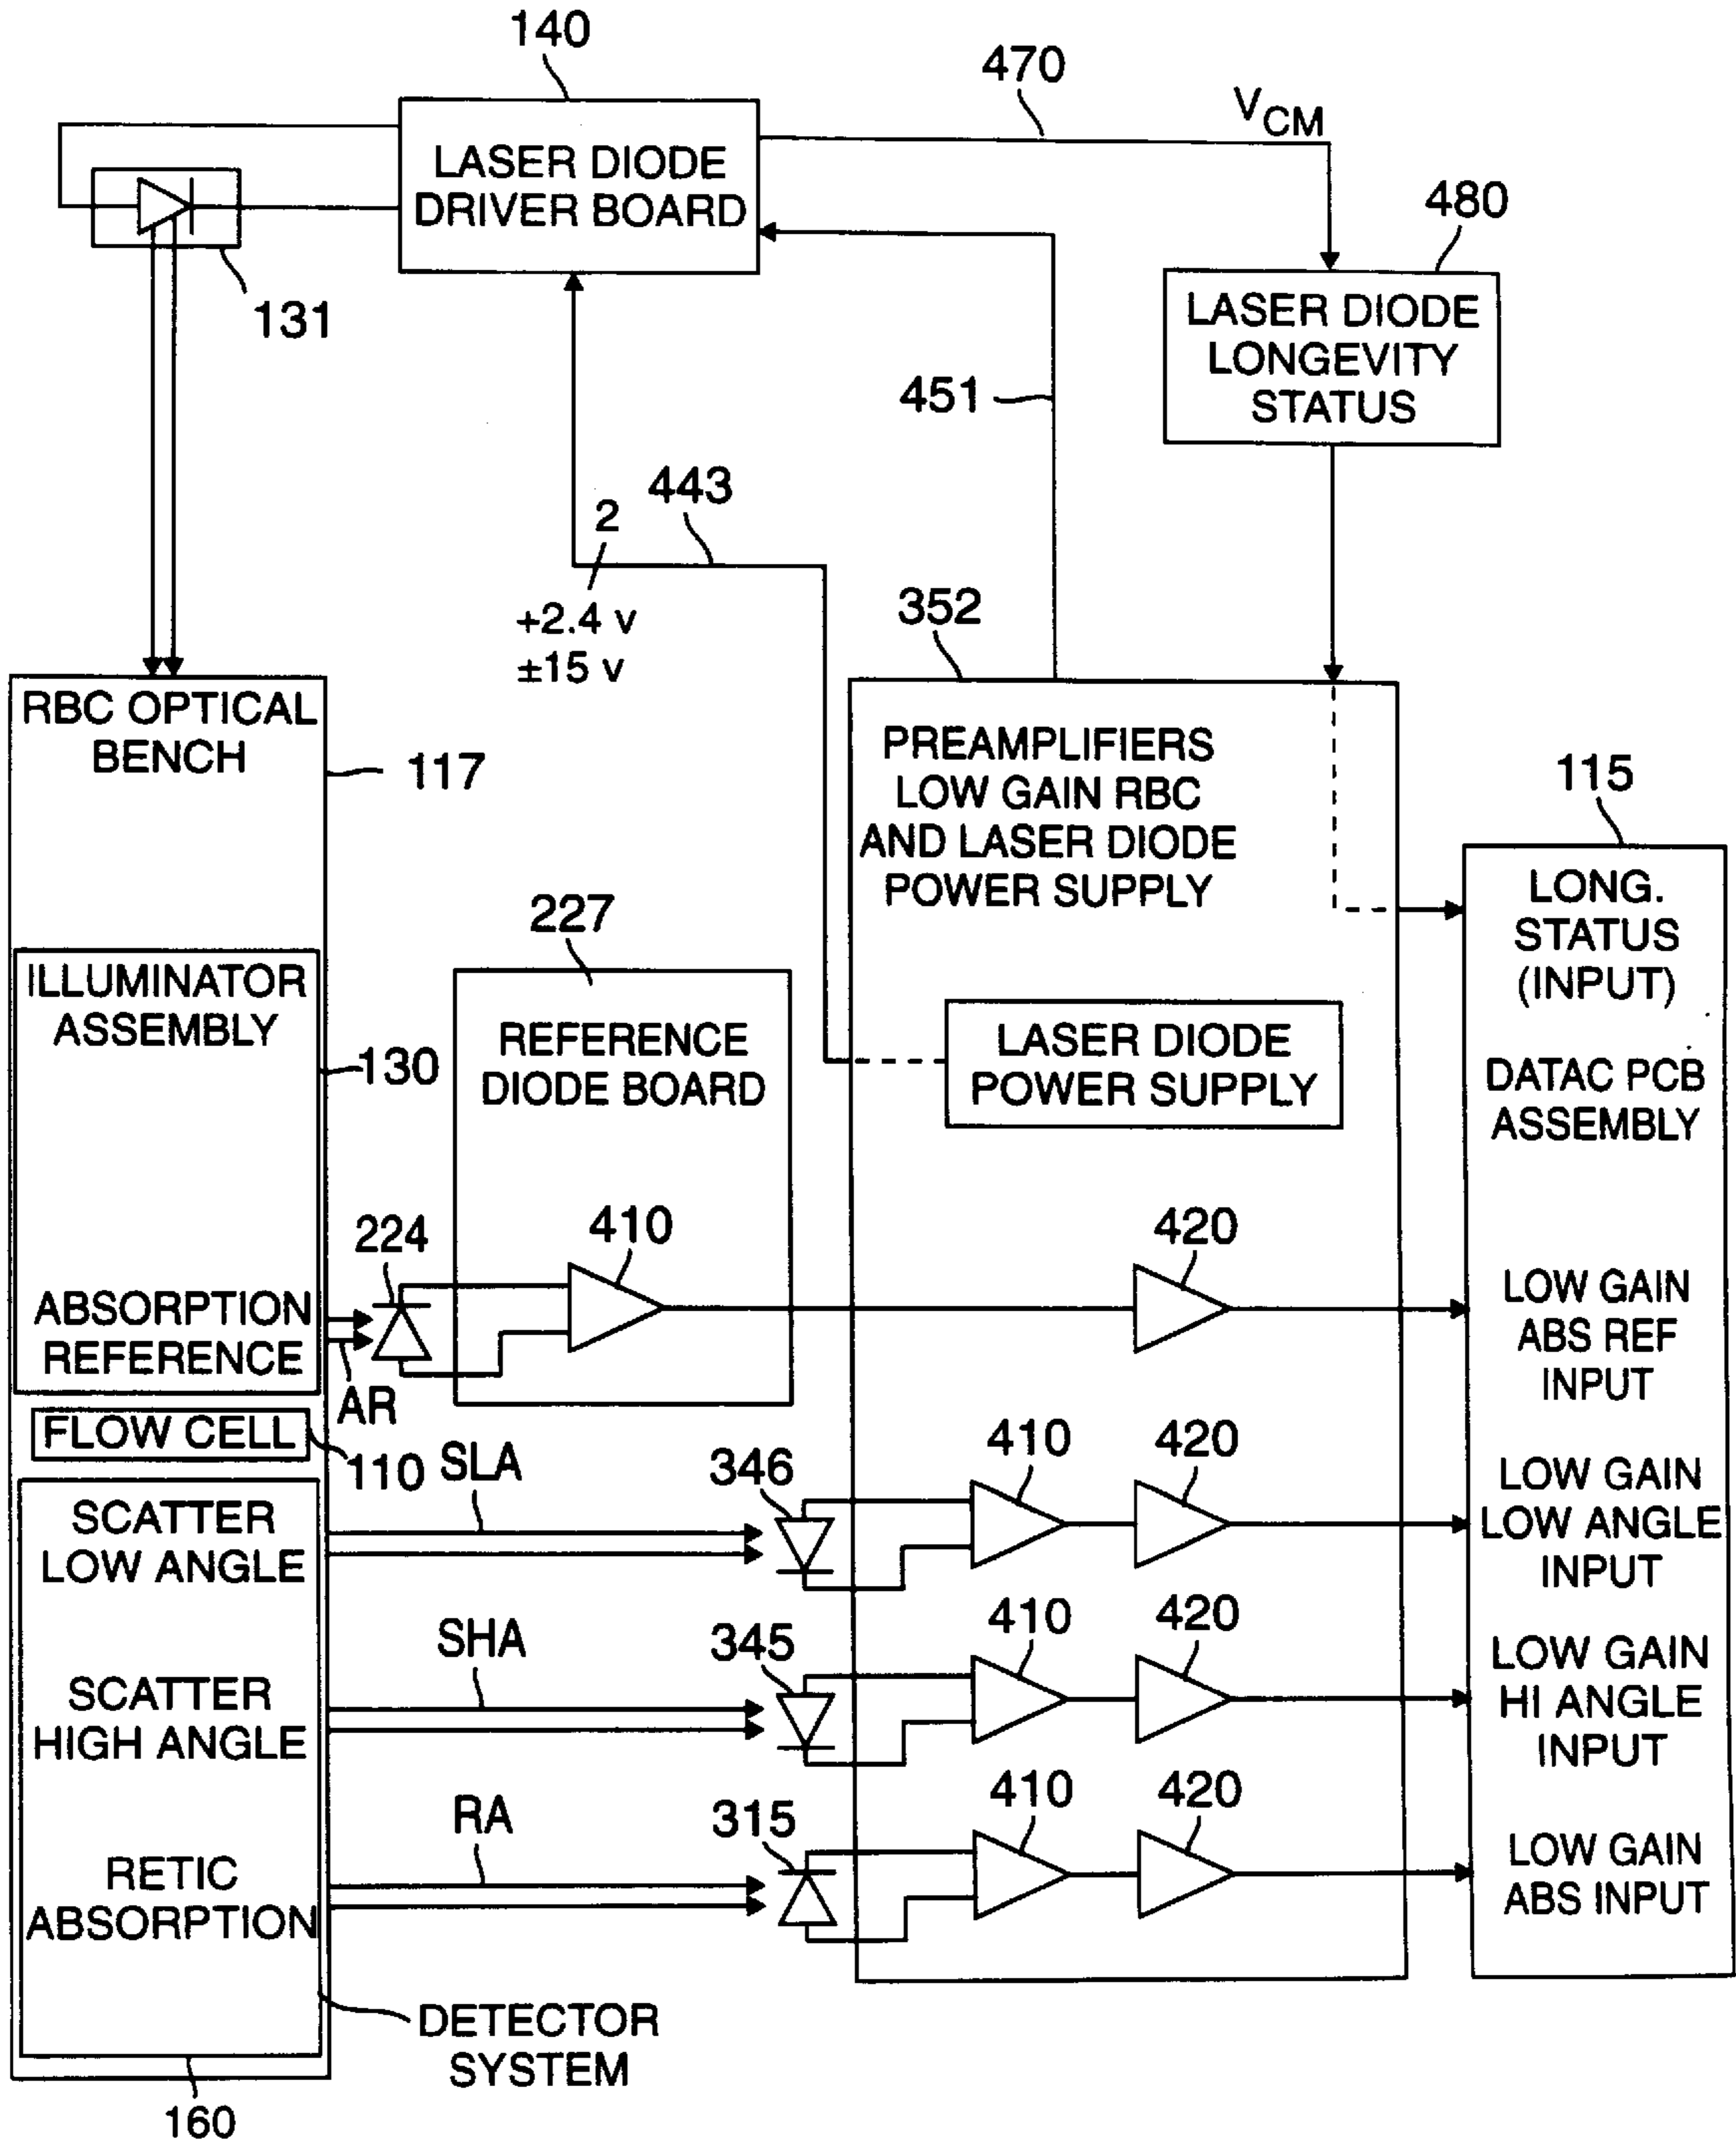 140
470
V_CM
LASER DIODE
DRIVER BOARD
480
131
LASER DIODE
LONGEVITY
STATUS
451
443
2
+2.4 v
±15 v
352
RBC OPTICAL
BENCH
117
PREAMPLIFIERS
LOW GAIN RBC
AND LASER DIODE
POWER SUPPLY
115
LONG.
STATUS
(INPUT)
227
ILLUMINATOR
ASSEMBLY
130
REFERENCE
DIODE BOARD
LASER DIODE
POWER SUPPLY
DATAC PCB
ASSEMBLY
224
410
420
ABSORPTION
REFERENCE
AR
LOW GAIN
ABS REF
INPUT
FLOW CELL
110
SLA
346
410
420
SCATTER
LOW ANGLE
LOW GAIN
LOW ANGLE
INPUT
SHA
345
410
420
SCATTER
HIGH ANGLE
LOW GAIN
HI ANGLE
INPUT
RA
315
410
420
RETIC
ABSORPTION
LOW GAIN
ABS INPUT
DETECTOR
SYSTEM
160